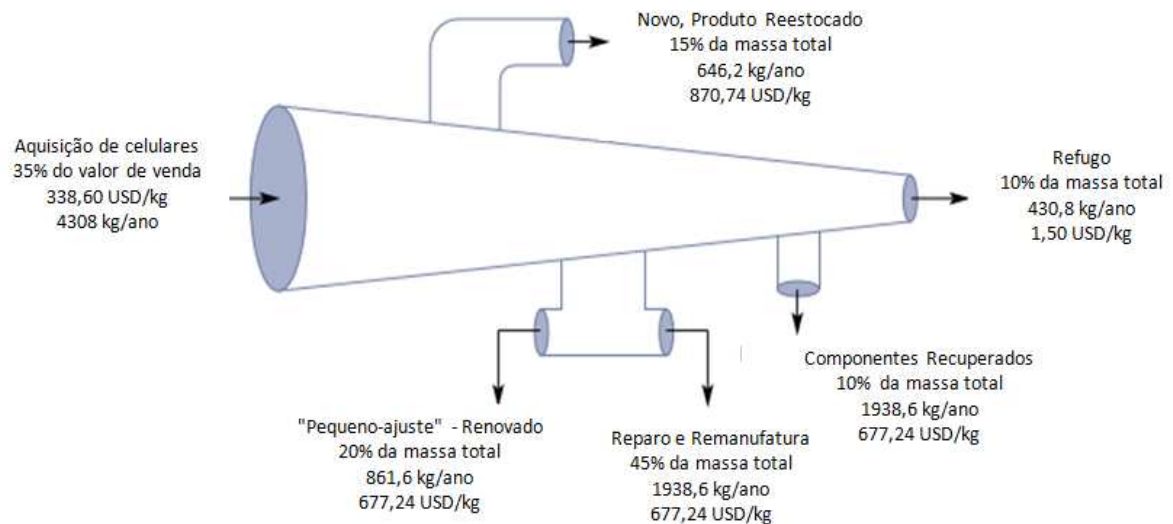 Novo, Produto Reestocado
15% da massa total
646,2 kg/ano
870,74 USD/kg
Aquisição de celulares
35% do valor de venda
338,60 USD/kg
4308 kg/ano
Refugo
10% da massa total
430,8 kg/ano
1,50 USD/kg
Componentes Recuperados
10% da massa total
1938,6 kg/ano
677,24 USD/kg
"Pequeno-ajuste" - Renovado
20% da massa total
861,6 kg/ano
677,24 USD/kg
Reparo e Remanufatura
45% da massa total
1938,6 kg/ano
677,24 USD/kg